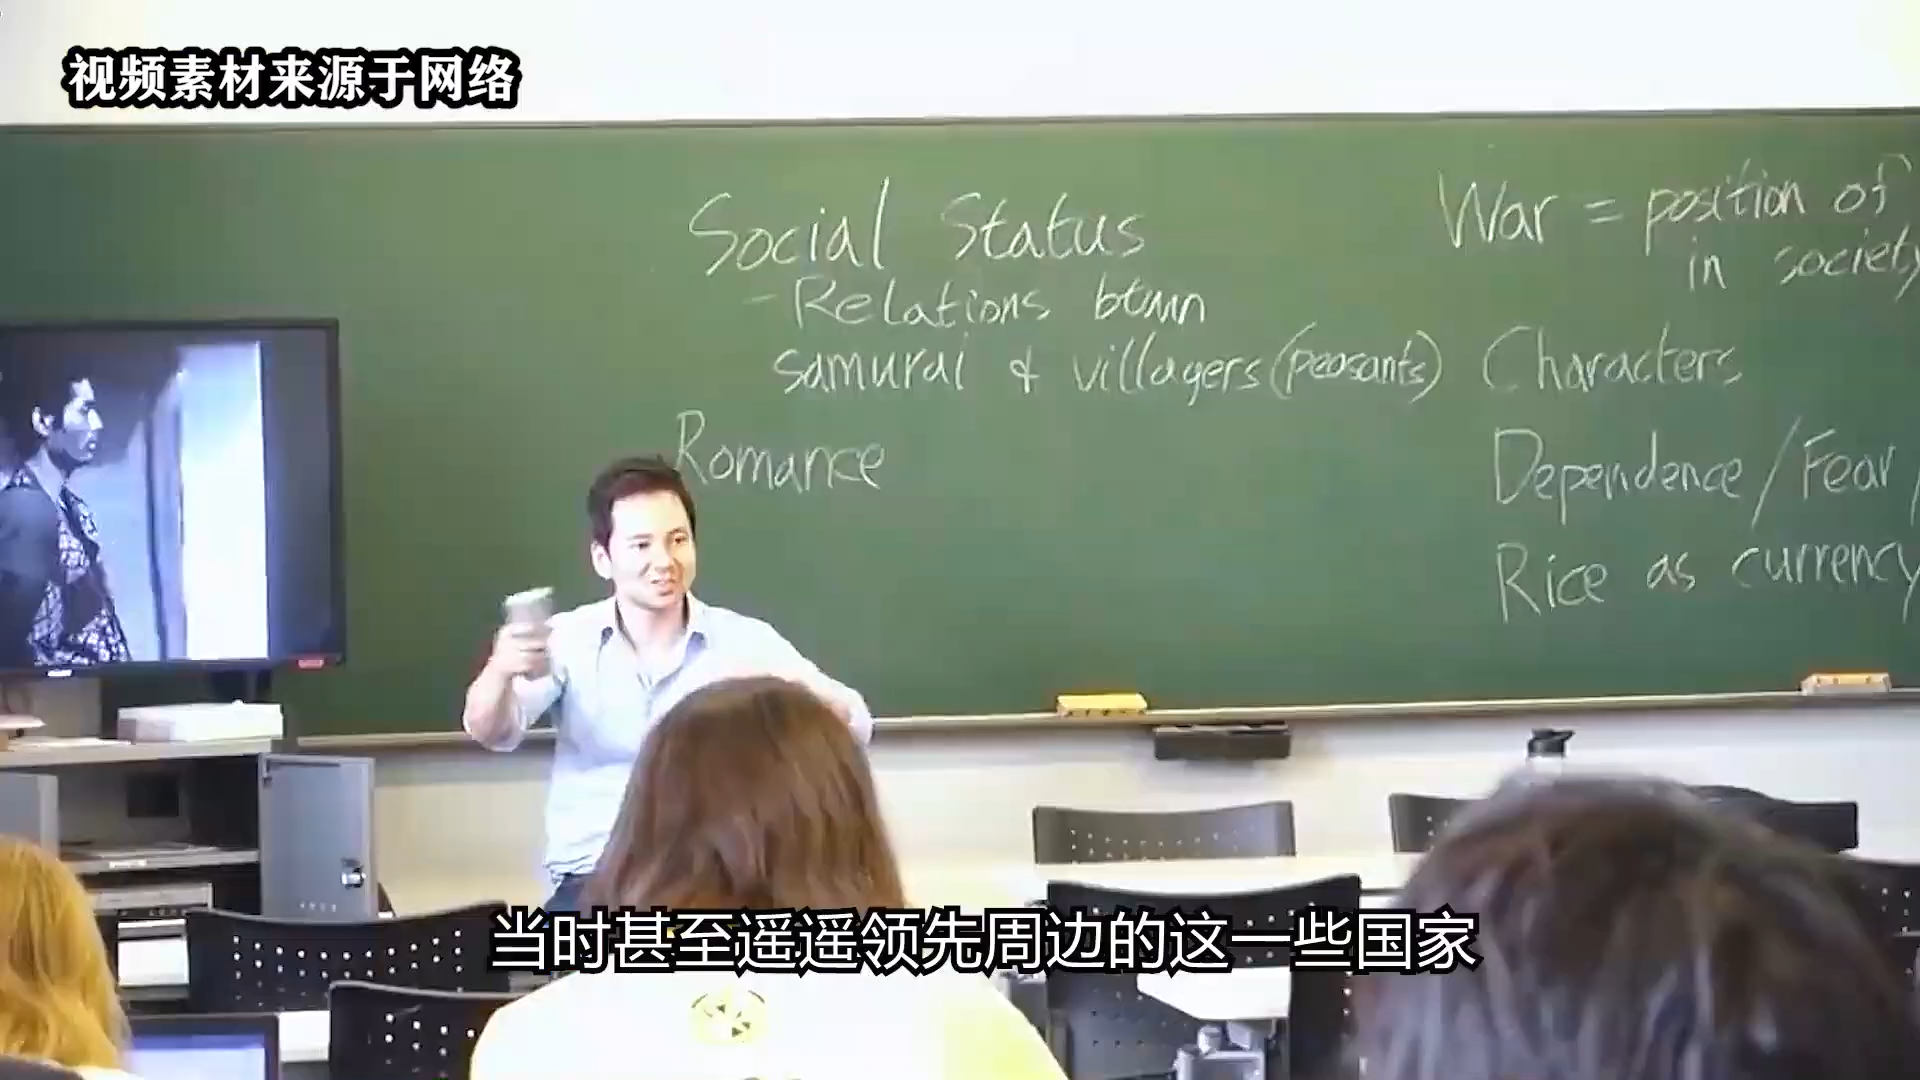 视频素材来源于网络
Social Status
- Relations btwn
samurai & villagers (peasants)
Romance
War = position of
in society
Characters
Dependence / Fear /
Rice as currency
当时甚至遥遥领先周边的这一些国家